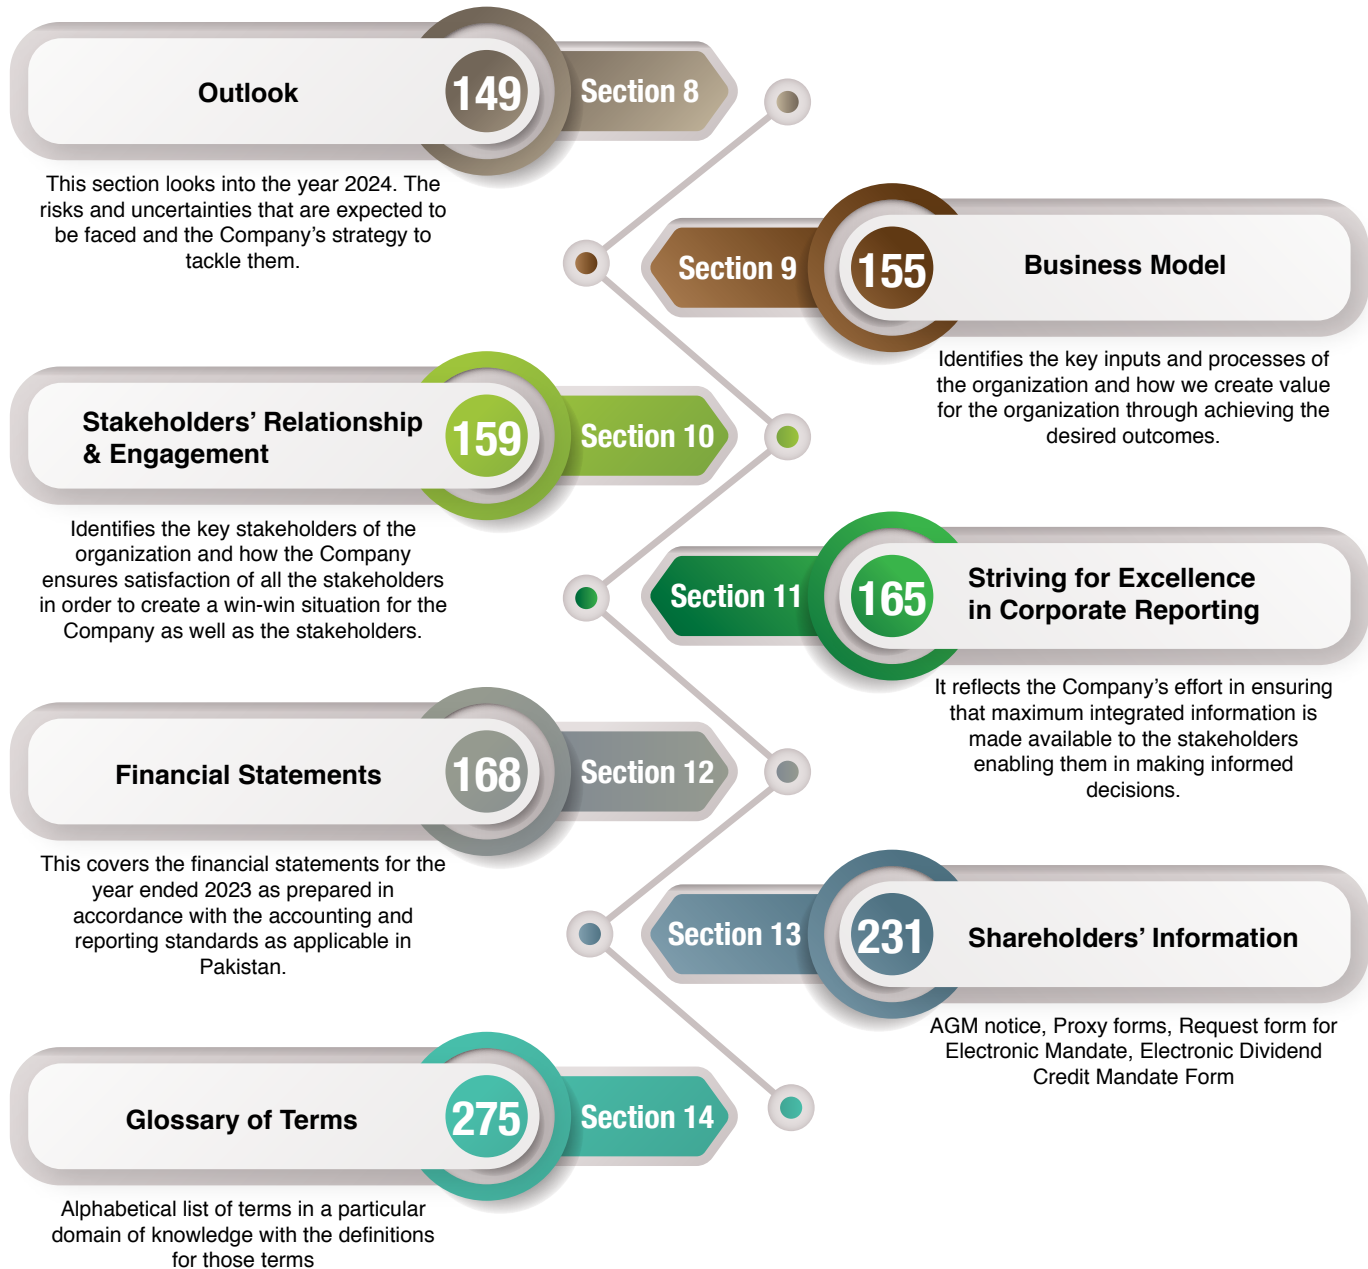 Outlook
149
Section 8
This section looks into the year 2024. The
risks and uncertainties that are expected to
be faced and the Company’s strategy to
tackle them.
Section 9
155
Business Model
Identifies the key inputs and processes of
the organization and how we create value
for the organization through achieving the
desired outcomes.
Stakeholders’ Relationship
& Engagement
159
Section 10
Identifies the key stakeholders of the
organization and how the Company
ensures satisfaction of all the stakeholders
in order to create a win-win situation for the
Company as well as the stakeholders.
Section 11
165
Striving for Excellence
in Corporate Reporting
It reflects the Company’s effort in ensuring
that maximum integrated information is
made available to the stakeholders
enabling them in making informed
decisions.
Financial Statements
168
Section 12
This covers the financial statements for the
year ended 2023 as prepared in
accordance with the accounting and
reporting standards as applicable in
Pakistan.
Section 13
231
Shareholders’ Information
AGM notice, Proxy forms, Request form for
Electronic Mandate, Electronic Dividend
Credit Mandate Form
Glossary of Terms
275
Section 14
Alphabetical list of terms in a particular
domain of knowledge with the definitions
for those terms